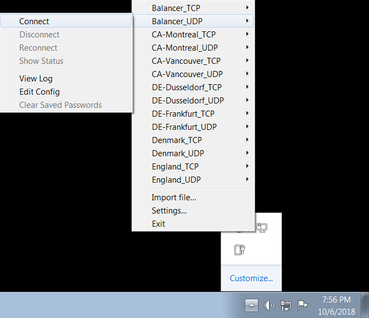 Connect
Disconnect
Reconnect
Show Status
View Log
Edit Config
Clear Saved Passwords
Balancer_TCP
Balancer_UDP
CA-Montreal_TCP
CA-Montreal_UDP
CA-Vancouver_TCP
CA-Vancouver_UDP
DE-Dusseldorf_TCP
DE-Dusseldorf_UDP
DE-Frankfurt_TCP
DE-Frankfurt_UDP
Denmark_TCP
Denmark_UDP
England_TCP
England_UDP
Import file...
Settings...
Exit
Customize...
7:56 PM
10/6/2018